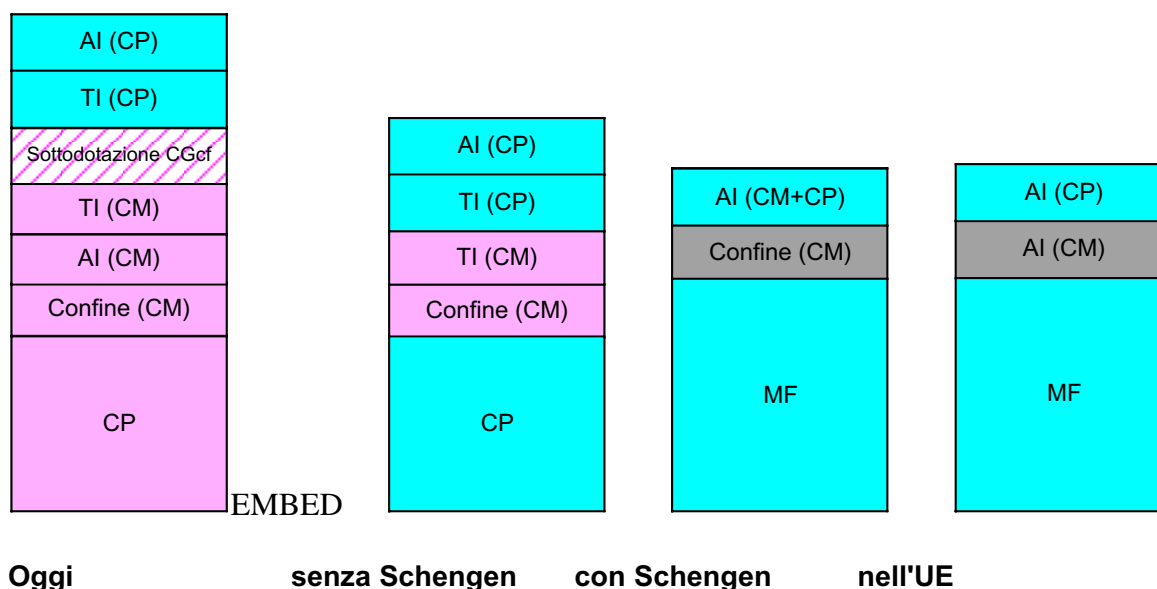 AI (CP)
TI (CP)
Sottodotazione CGcf
TI (CM)
AI (CM)
Confine (CM)
CP
EMBED
AI (CP)
TI (CP)
TI (CM)
Confine (CM)
CP
AI (CM+CP)
Confine (CM)
MF
AI (CP)
AI (CM)
MF
Oggi senza Schengen con Schengen nell'UE